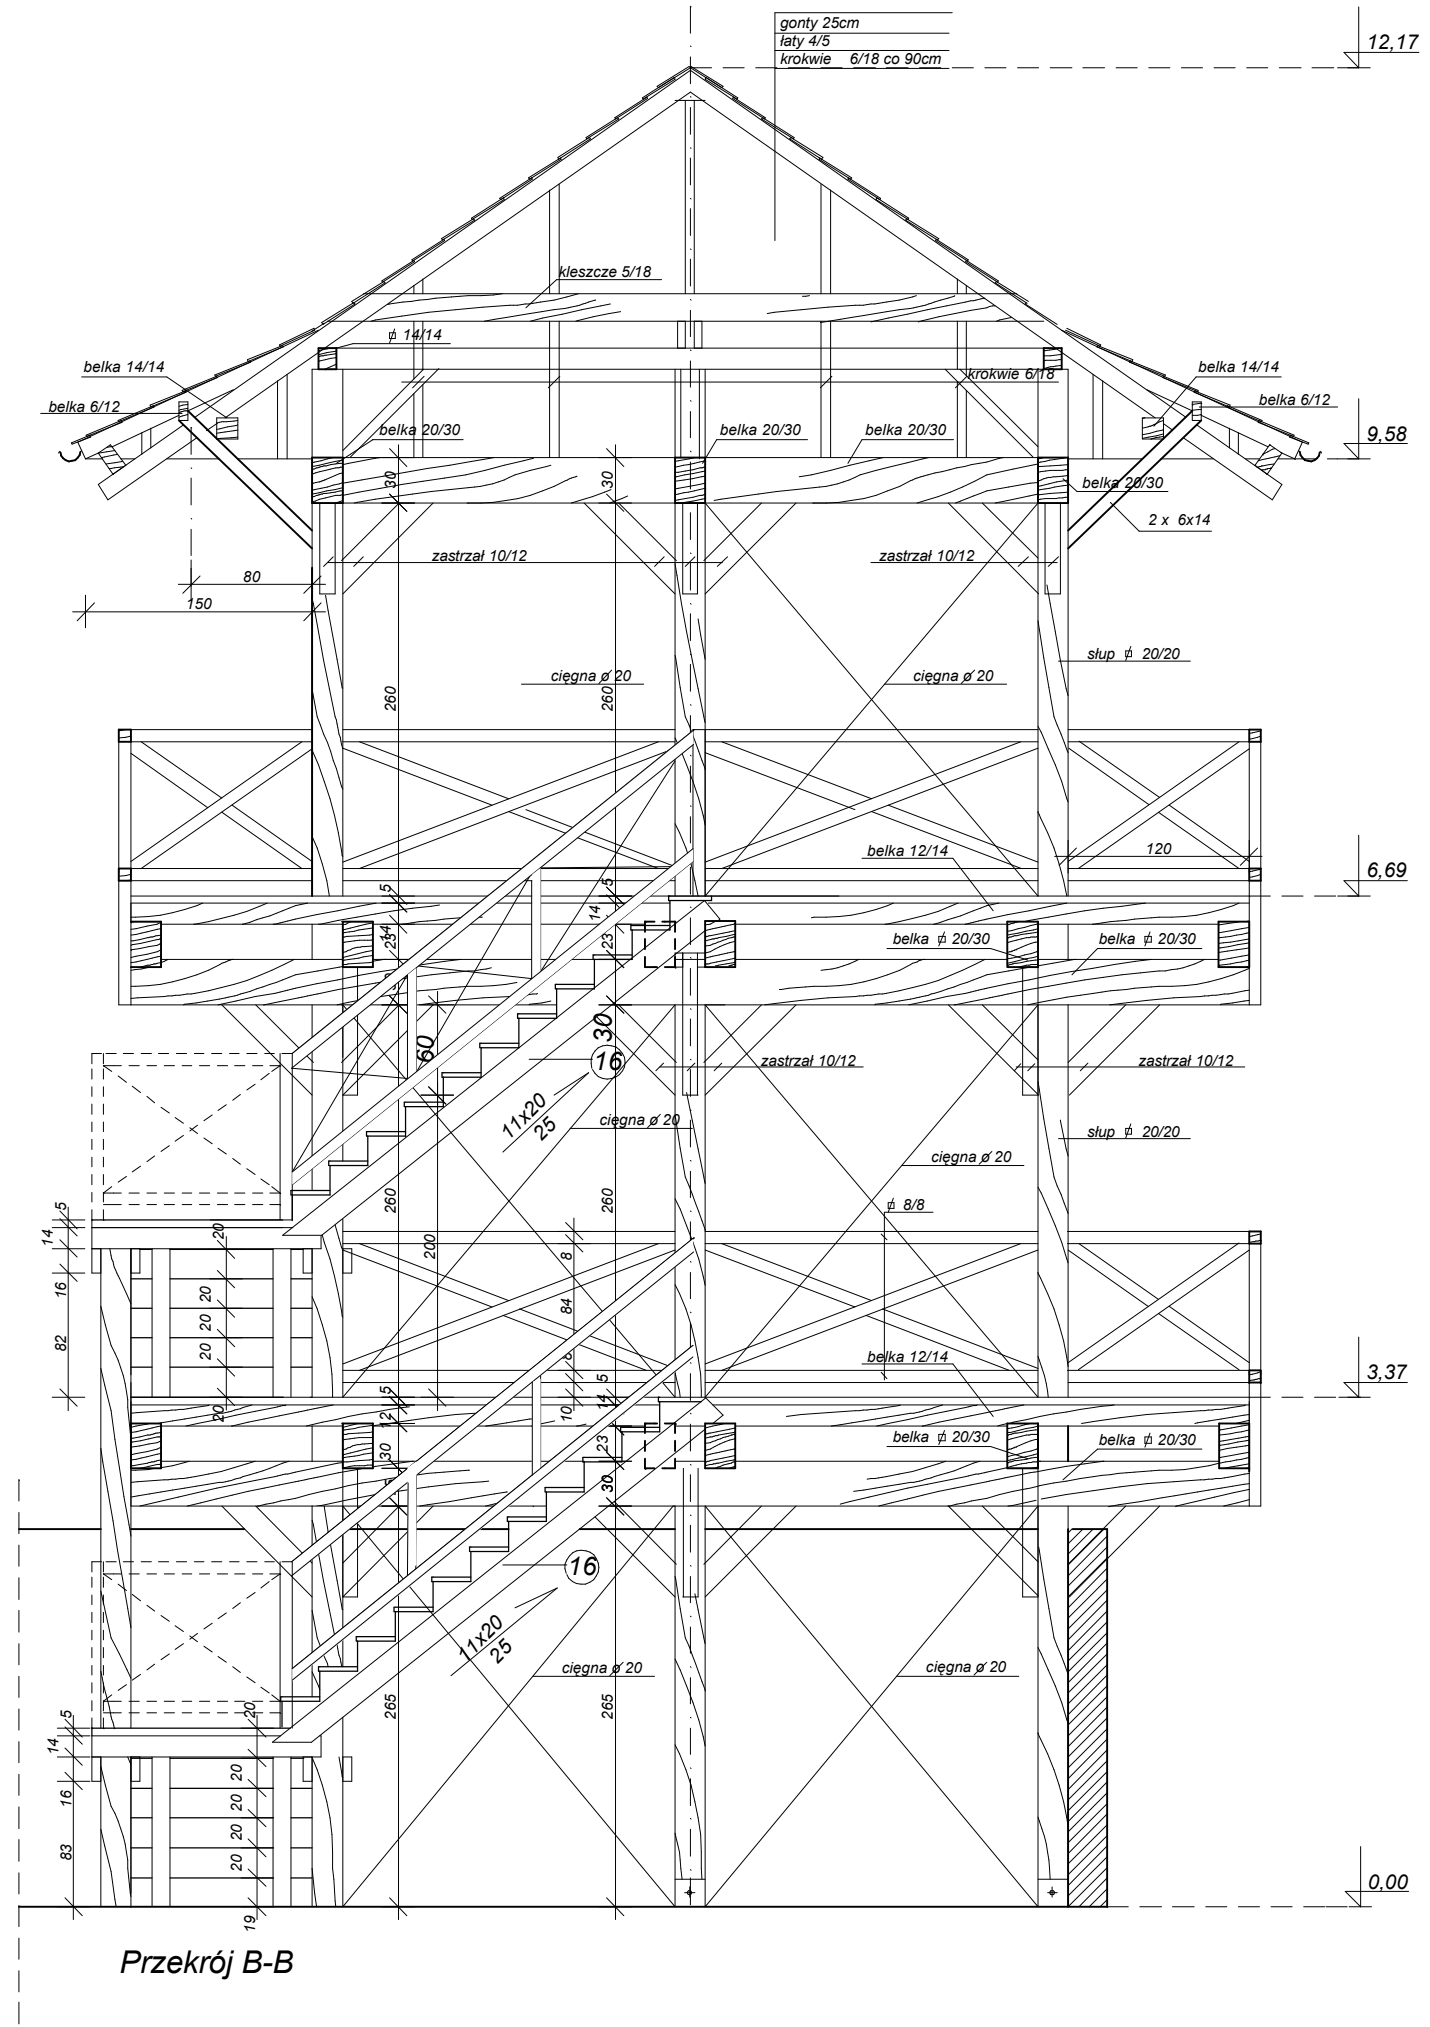 gonty 25cm
łaty 4/5
krokwie 6/18 co 90cm
12,17
kleszcze 5/18
14/14
belka 14/14
belka 14/14
krokwie 6/18
belka 6/12
belka 6/12
belka 20/30
belka 20/30
belka 20/30
9,58
30
30
belka 20/30
2 x 6x14
zastrzał 10/12
zastrzał 10/12
80
150
słup 20/20
cięgna ø 20
cięgna ø 20
260
260
belka 12/14
120
6,69
5
5
14
14
23
23
belka 20/30
belka 20/30
30
60
16
zastrzał 10/12
zastrzał 10/12
11x20
25
cięgna ø 20
słup 20/20
cięgna ø 20
260
260
8/8
5
14
20
200
8
16
20
84
82
20
20
8
belka 12/14
3,37
5
5
14
20
12
10
30
23
belka 20/30
belka 20/30
30
16
11x20
25
cięgna ø 20
cięgna ø 20
265
265
5
20
14
20
16
20
20
83
20
0,00
19
Przekrój B-B